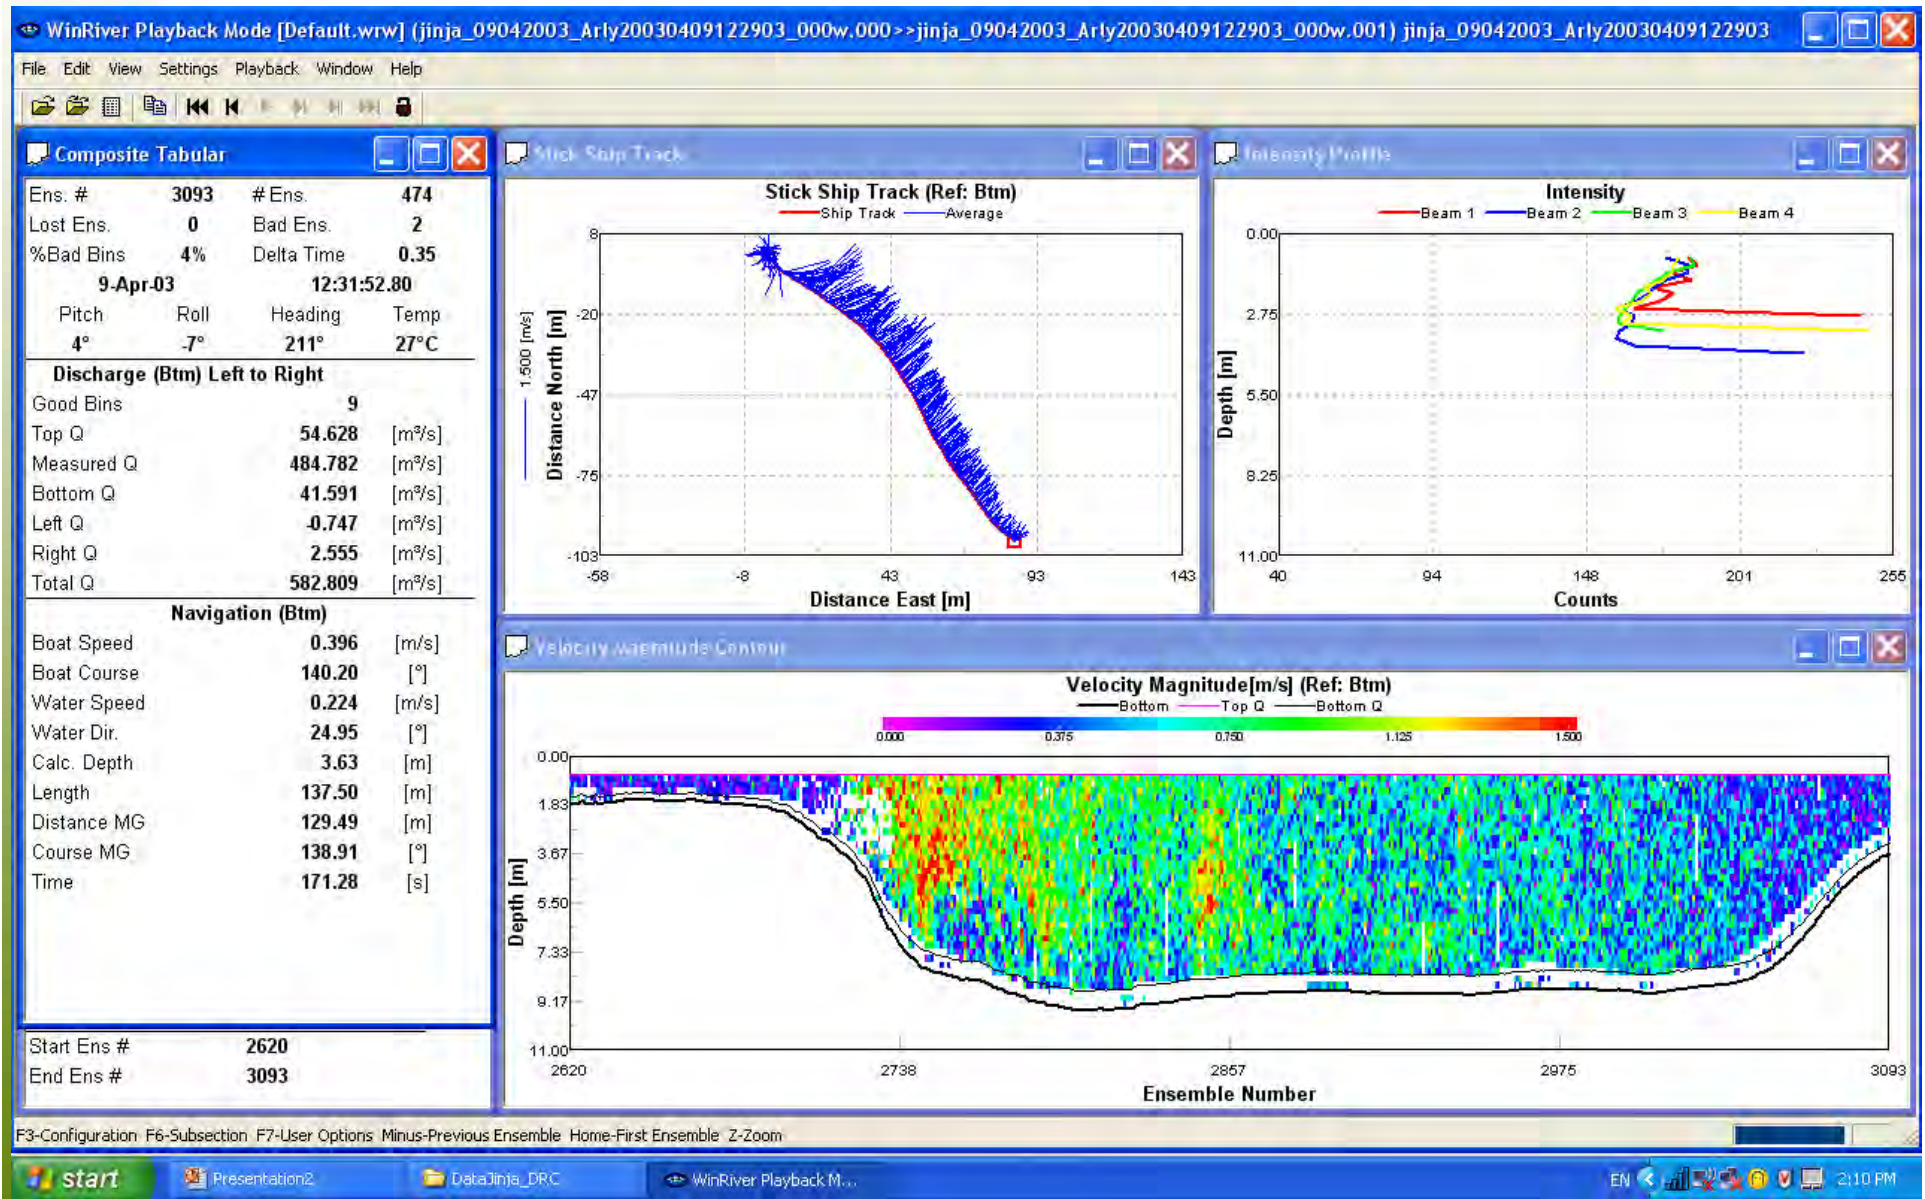 WinRiver Playback Mode [Default.wrw] (jinja_09042003_Arly20030409122903_000w.000>>jinja_09042003_Arly20030409122903_000w.001) jinja_09042003_Arly20030409122903
File Edit View Settings Playback Window Help
Composite Tabular
Ens. # 3093 # Ens. 474
Lost Ens. 0 Bad Ens. 2
%Bad Bins 4% Delta Time 0.35
9-Apr-03 12:31:52.80
Pitch Roll Heading Temp
4° -7° 211° 27°C
Discharge (Btm) Left to Right
Good Bins 9
Top Q 54.628 [m³/s]
Measured Q 484.782 [m³/s]
Bottom Q 41.591 [m³/s]
Left Q -0.747 [m³/s]
Right Q 2.555 [m³/s]
Total Q 582.809 [m³/s]
Navigation (Btm)
Boat Speed 0.396 [m/s]
Boat Course 140.20 [°]
Water Speed 0.224 [m/s]
Water Dir. 24.95 [°]
Calc. Depth 3.63 [m]
Length 137.50 [m]
Distance MG 129.49 [m]
Course MG 138.91 [°]
Time 171.28 [s]
Start Ens # 2620
End Ens # 3093
Stick Ship Track
Stick Ship Track (Ref: Btm)
Ship Track Average
8
-20
-47
-75
-103
1.500 [m/s]
Distance North [m]
-58 -8 43 93 143
Distance East [m]
Intensity Profile
Intensity
Beam 1 Beam 2 Beam 3 Beam 4
0.00
2.75
5.50
8.25
11.00
Depth [m]
40 94 148 201 255
Counts
Velocity Magnitude Contour
Velocity Magnitude[m/s] (Ref: Btm)
Bottom Top Q Bottom Q
0.000 0.375 0.750 1.125 1.500
0.00
1.83
3.67
5.50
7.33
9.17
11.00
Depth [m]
2620 2738 2857 2975 3093
Ensemble Number
F3-Configuration F6-Subsection F7-User Options Minus-Previous Ensemble Home-First Ensemble Z-Zoom
start Presentation2 DataJinja_DRC WinRiver Playback M... EN 2:10 PM